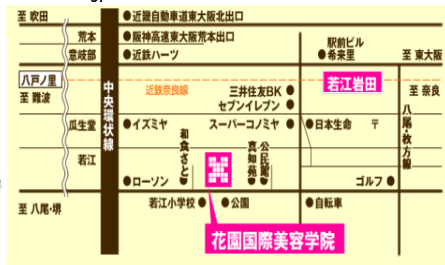 至 吹田
●近畿自動車道東大阪北出口
荒本
●阪神高速東大阪荒本出口
意岐部
●近鉄ハーツ
駅前ビル
●希来里
至 東大阪
八戸ノ里
近鉄奈良線
三井住友BK ●
若江岩田
至 奈良
至 難波
セブンイレブン ●
中央環状線
瓜生堂
●イズミヤ
スーパーコノミヤ ●
●日本生命
〒
八尾・枚方線
和食さと●
真如苑●
公民館●
若江
●ローソン
ゴルフ ●
至 八尾・堺
若江小学校 ●
●公園
●自転車
花園国際美容学院